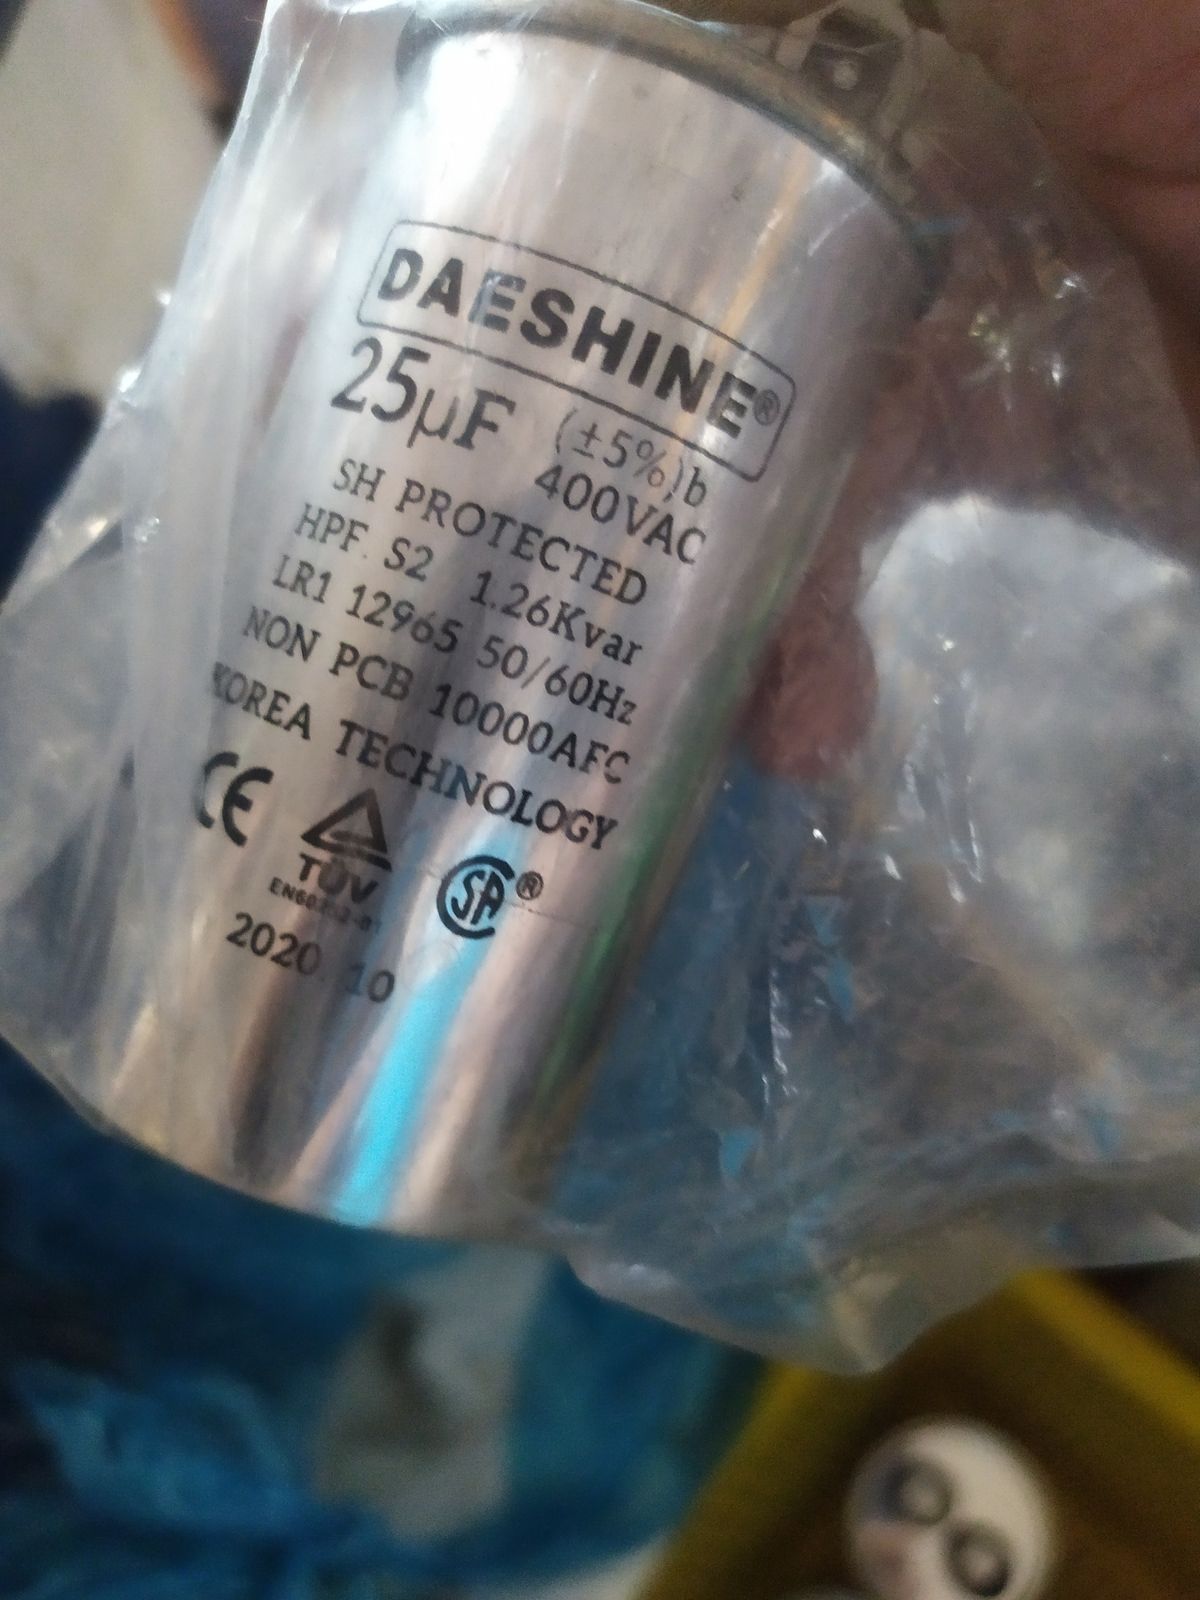 DAESHINE®
25µF (±5%)b
400VAC
SH PROTECTED
HPF. S2 1.26Kvar
LR1 12965 50/60Hz
NON PCB 10000AFC
KOREA TECHNOLOGY
CE TÜV SA®
2020. 10